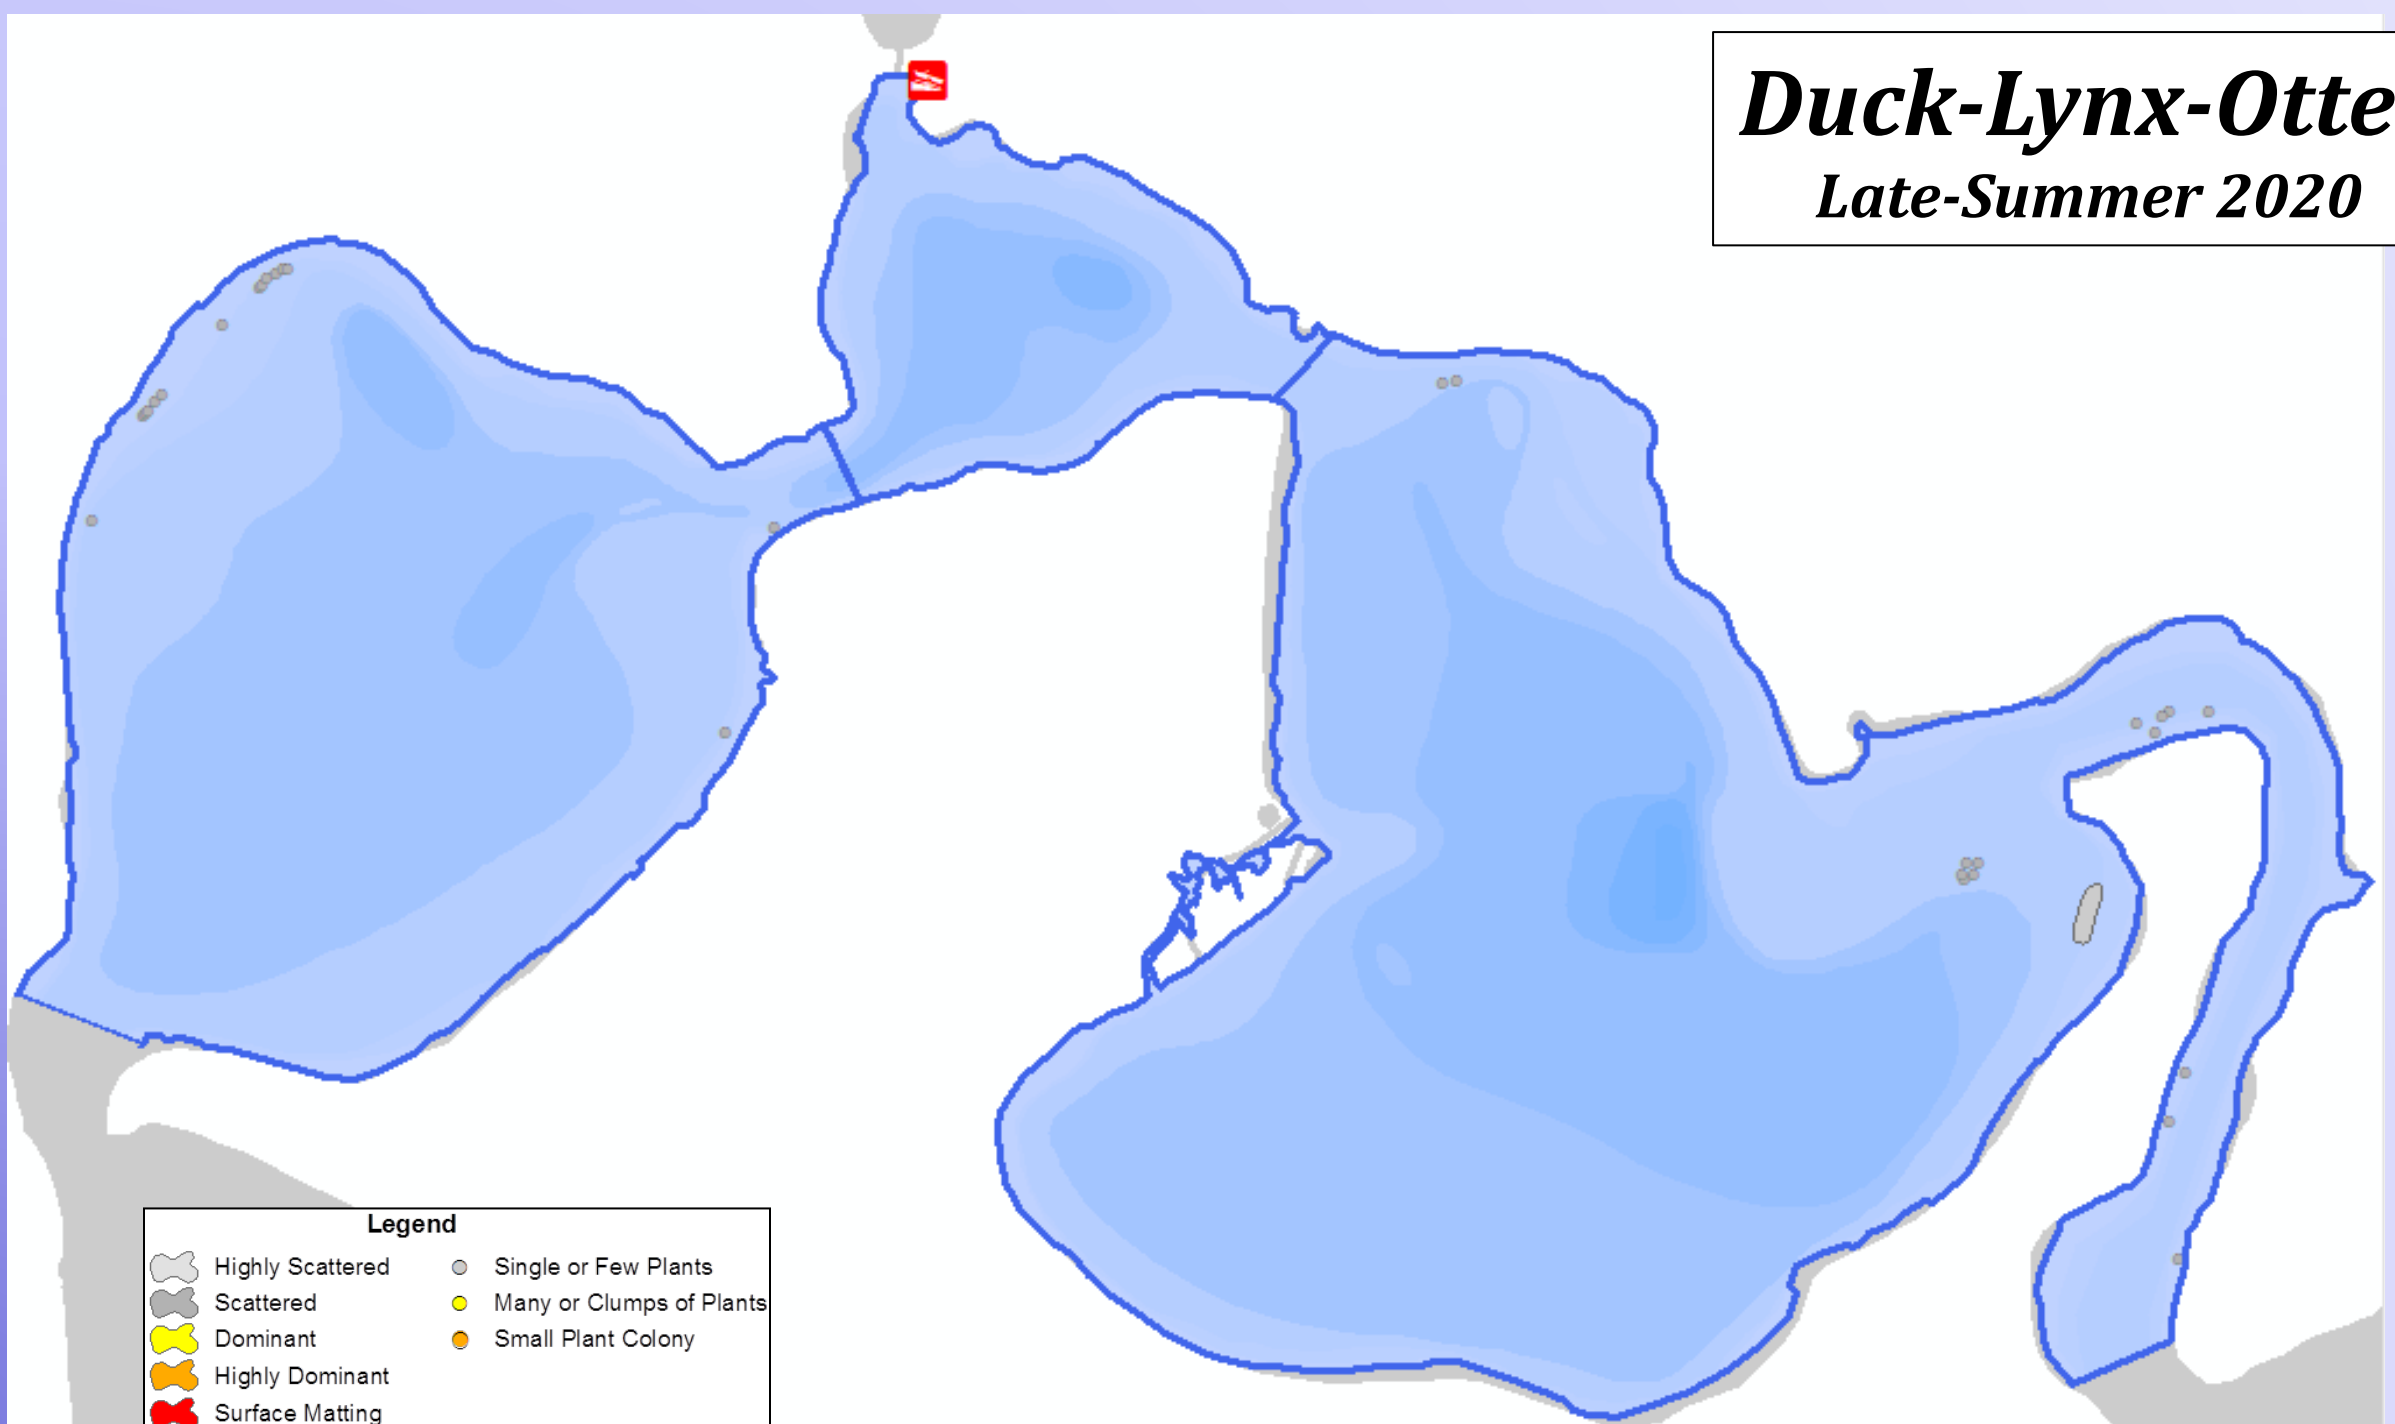 Duck-Lynx-Otte
Late-Summer 2020
Legend
Highly Scattered
Scattered
Dominant
Highly Dominant
Surface Matting
Single or Few Plants
Many or Clumps of Plants
Small Plant Colony